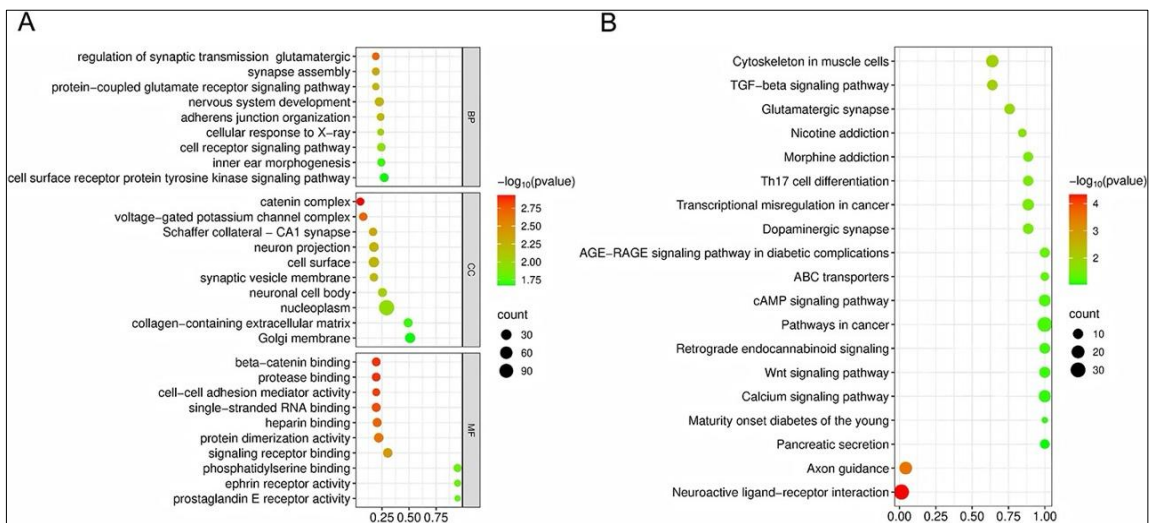 A
regulation of synaptic transmission glutamatergic
synapse assembly
protein-coupled glutamate receptor signaling pathway
nervous system development
adherens junction organization
cellular response to X-ray
cell receptor signaling pathway
inner ear morphogenesis
cell surface receptor protein tyrosine kinase signaling pathway
BP
catenin complex
voltage-gated potassium channel complex
Schaffer collateral - CA1 synapse
neuron projection
cell surface
synaptic vesicle membrane
neuronal cell body
nucleoplasm
collagen-containing extracellular matrix
Golgi membrane
CC
beta-catenin binding
protease binding
cell-cell adhesion mediator activity
single-stranded RNA binding
heparin binding
protein dimerization activity
signaling receptor binding
phosphatidylserine binding
ephrin receptor activity
prostaglandin E receptor activity
MF
0.25 0.50 0.75
-log10(pvalue)
2.75
2.50
2.25
2.00
1.75
count
30
60
90
B
Cytoskeleton in muscle cells
TGF-beta signaling pathway
Glutamatergic synapse
Nicotine addiction
Morphine addiction
Th17 cell differentiation
Transcriptional misregulation in cancer
Dopaminergic synapse
AGE-RAGE signaling pathway in diabetic complications
ABC transporters
cAMP signaling pathway
Pathways in cancer
Retrograde endocannabinoid signaling
Wnt signaling pathway
Calcium signaling pathway
Maturity onset diabetes of the young
Pancreatic secretion
Axon guidance
Neuroactive ligand-receptor interaction
0.00 0.25 0.50 0.75 1.00
-log10(pvalue)
4
3
2
count
10
20
30